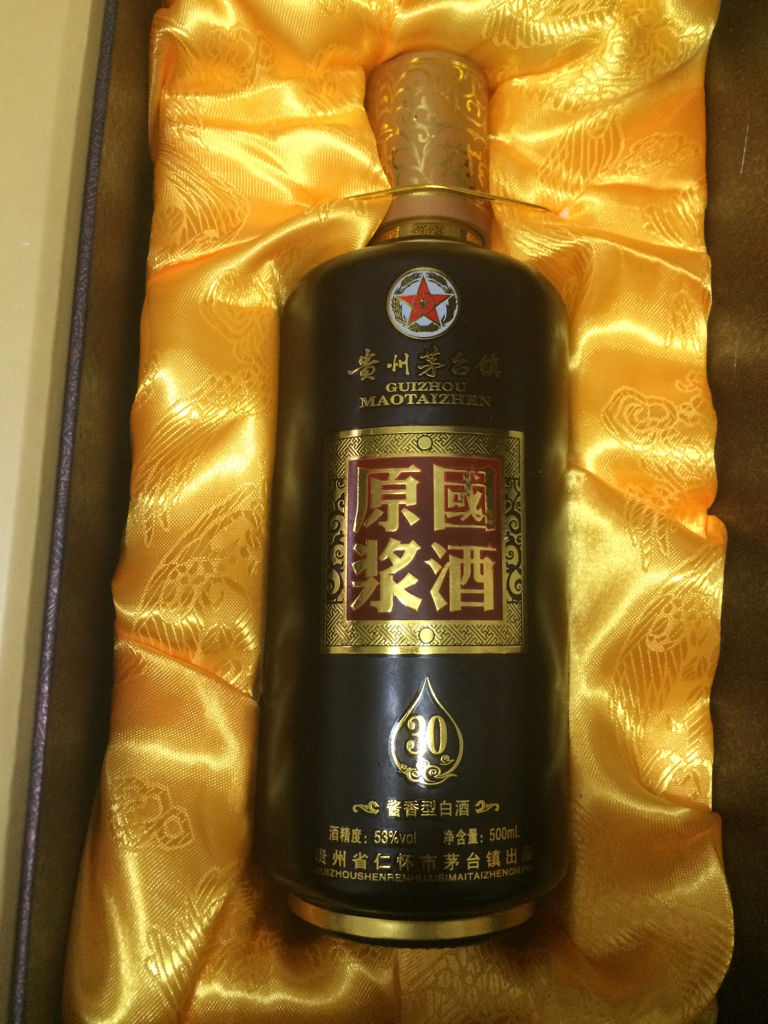 贵州茅台镇
GUIZHOU
MAOTAIZHEN
原國
浆酒
30
酱香型白酒
酒精度：53%vol 净含量：500mL
贵州省仁怀市茅台镇出品